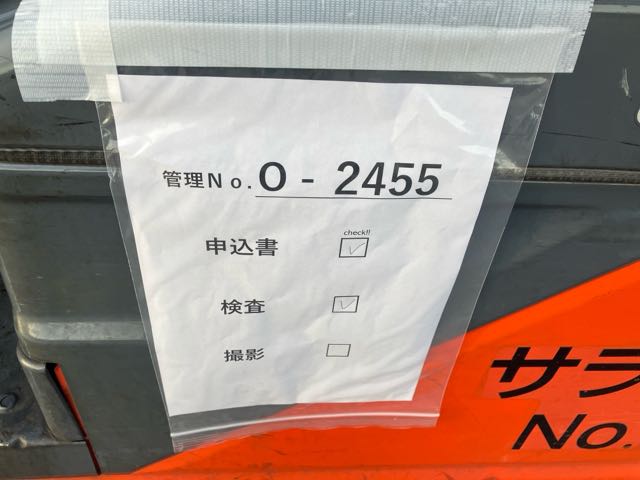 管理No. O - 2455
check!!
申込書 ☑
検査 ☑
撮影 ☐
サラ
No.